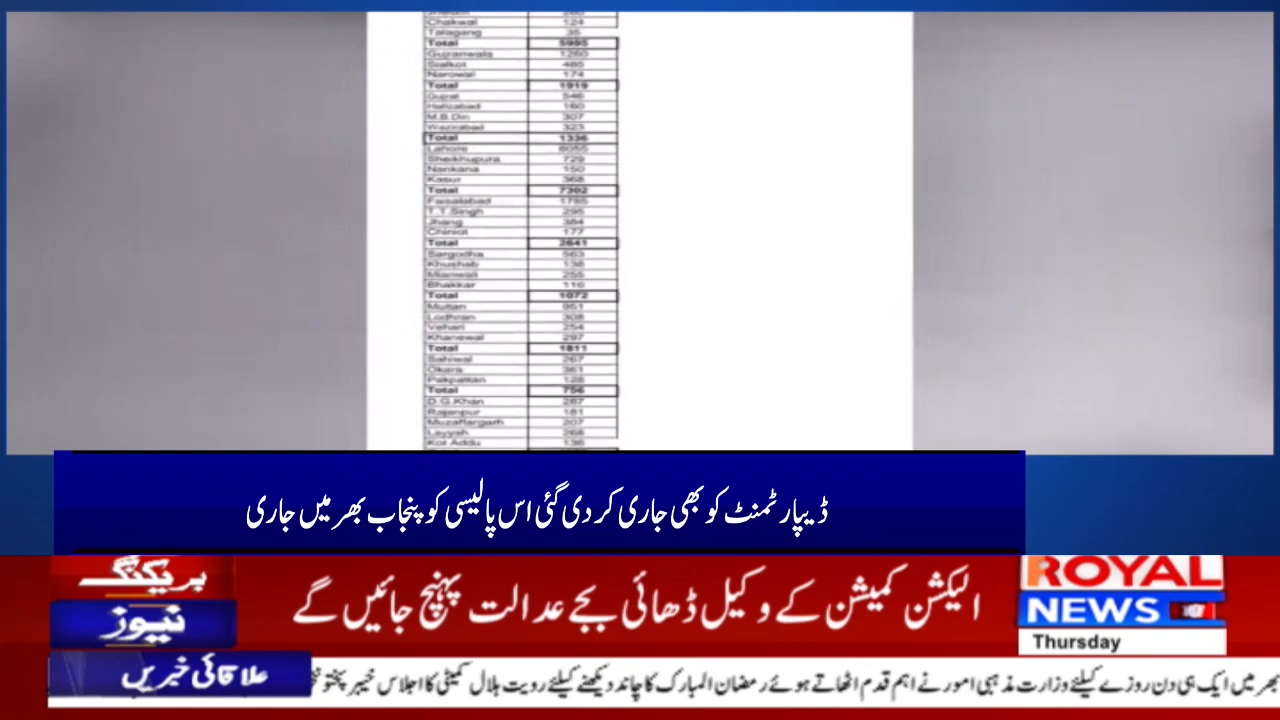 Chakwal 124
Talagang 35
Total 5995
Gujranwala 1260
Sialkot 485
Narowal 174
Total 1919
Gujrat 546
Hafizabad 160
M.B.Din 307
Wazirabad 323
Total 1336
Lahore 6055
Sheikhupura 729
Nankana 150
Kasur 368
Total 7302
Faisalabad 1785
T.T.Singh 295
Jhang 384
Chiniot 177
Total 2641
Sargodha 563
Khushab 138
Mianwali 255
Bhakkar 116
Total 1072
Multan 951
Lodhran 308
Vehari 254
Khanewal 297
Total 1811
Sahiwal 267
Okara 361
Pakpattan 128
Total 756
D.G.Khan 287
Rajanpur 181
Muzaffargarh 207
Layyah 268
Kot Addu 136
ڈیپارٹمنٹ کو بھی جاری کر دی گئی اس پالیسی کو پنجاب بھر میں جاری
بریکنگ
نیوز
الیکشن کمیشن کے وکیل ڈھائی بجے عدالت پہنچ جائیں گے
ROYAL
NEWS
Thursday
علاقائی خبریں
بھر میں ایک ہی دن روزے کیلئے وزارت مذہبی امور نے اہم قدم اٹھاتے ہوئے رمضان المبارک کا چاند دیکھنے کیلئے رویت ہلال کمیٹی کا اجلاس خیبر